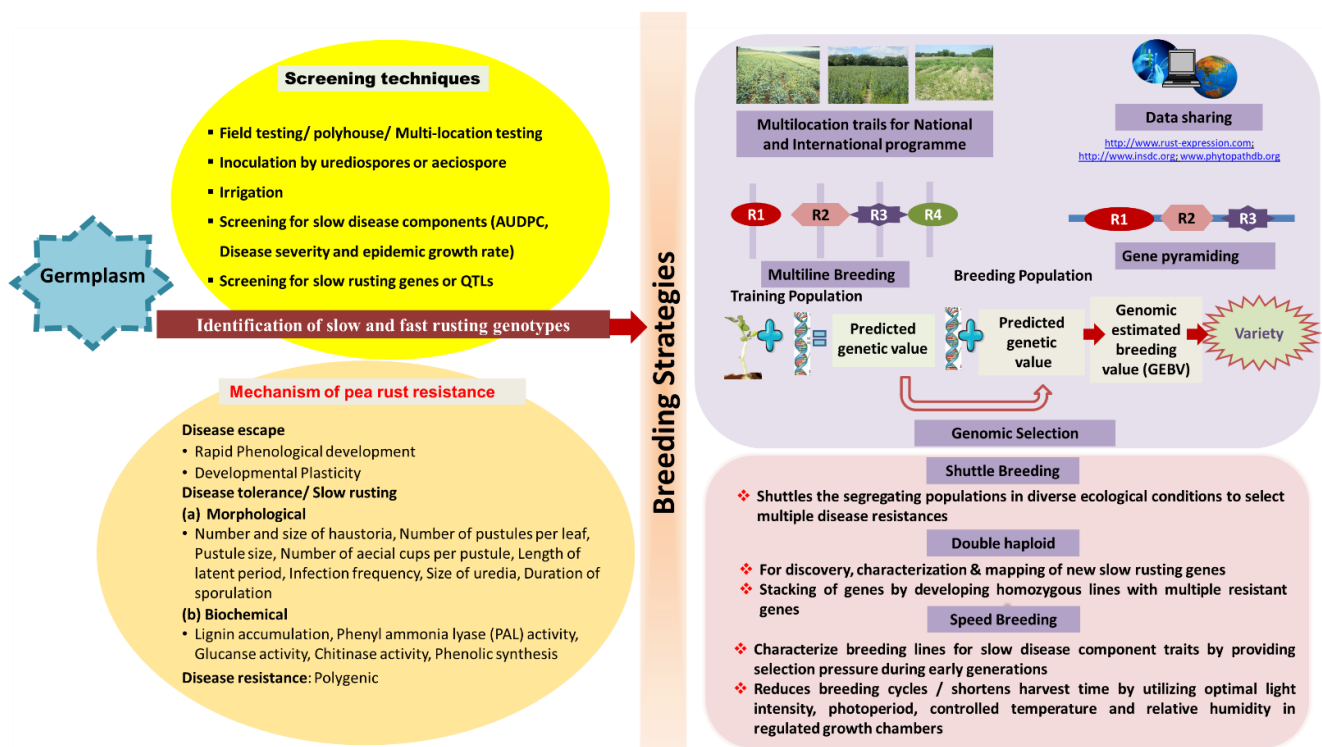 Screening techniques
▪ Field testing/ polyhouse/ Multi-location testing
▪ Inoculation by urediospores or aeciospore
▪ Irrigation
▪ Screening for slow disease components (AUDPC,
Disease severity and epidemic growth rate)
▪ Screening for slow rusting genes or QTLs
Germplasm
Identification of slow and fast rusting genotypes
Mechanism of pea rust resistance
Disease escape
• Rapid Phenological development
• Developmental Plasticity
Disease tolerance/ Slow rusting
(a) Morphological
• Number and size of haustoria, Number of pustules per leaf,
Pustule size, Number of aecial cups per pustule, Length of
latent period, Infection frequency, Size of uredia, Duration of
sporulation
(b) Biochemical
• Lignin accumulation, Phenyl ammonia lyase (PAL) activity,
Glucanse activity, Chitinase activity, Phenolic synthesis
Disease resistance: Polygenic
Breeding Strategies
Multilocation trails for National
and International programme
Data sharing
http://www.rust-expression.com;
http://www.insdc.org; www.phytopathdb.org
R1 R2 R3 R4
Multiline Breeding
R1 R2 R3
Gene pyramiding
Training Population
Breeding Population
Predicted
genetic value
Predicted
genetic
value
Genomic
estimated
breeding
value (GEBV)
Variety
Genomic Selection
Shuttle Breeding
❖ Shuttles the segregating populations in diverse ecological conditions to select
multiple disease resistances
Double haploid
❖ For discovery, characterization & mapping of new slow rusting genes
❖ Stacking of genes by developing homozygous lines with multiple resistant
genes
Speed Breeding
❖ Characterize breeding lines for slow disease component traits by providing
selection pressure during early generations
❖ Reduces breeding cycles / shortens harvest time by utilizing optimal light
intensity, photoperiod, controlled temperature and relative humidity in
regulated growth chambers